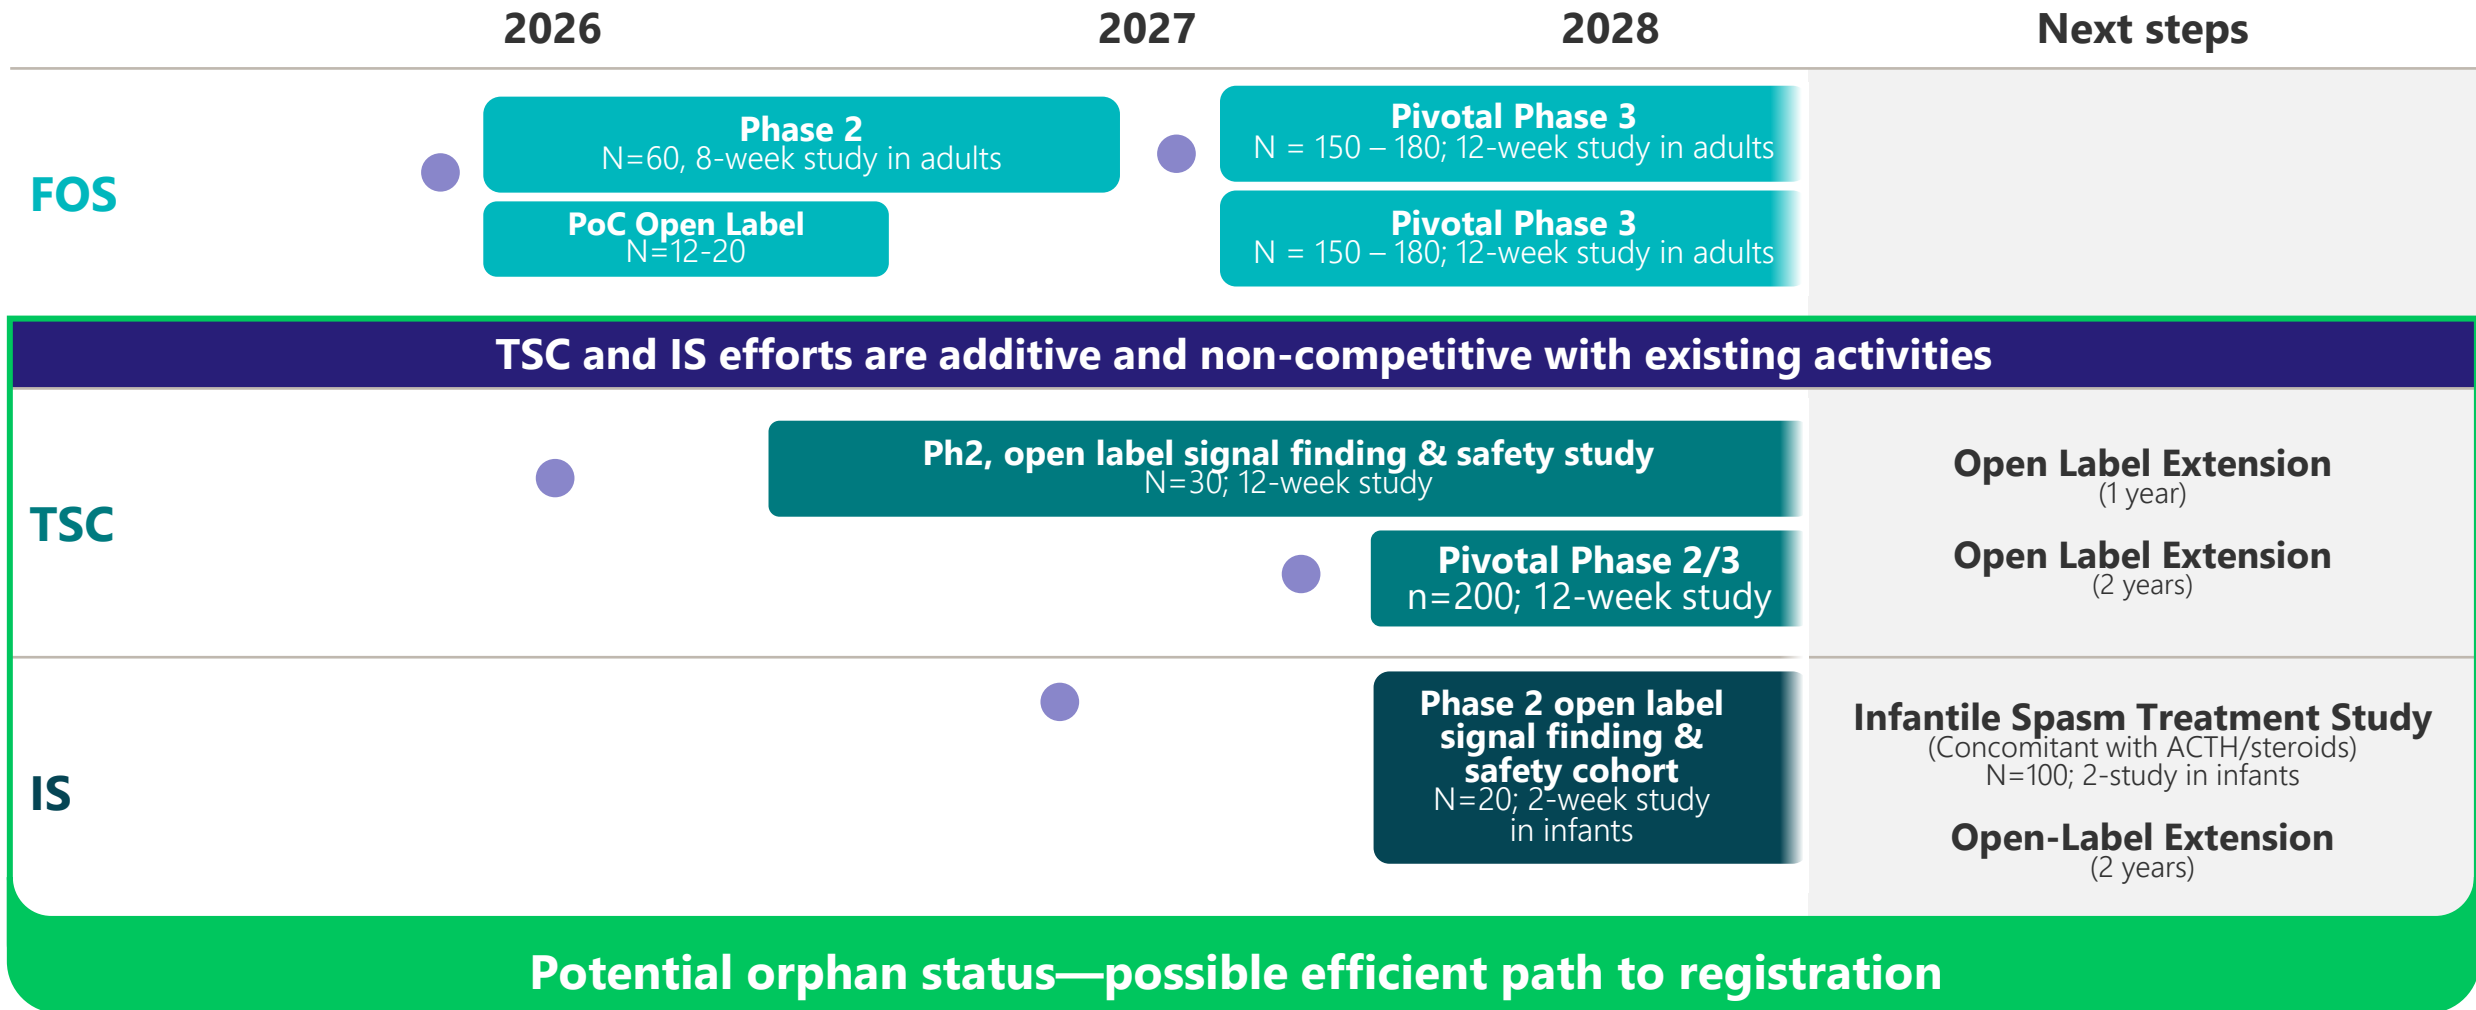 2026
2027
2028
Next steps
FOS
Phase 2
N=60, 8-week study in adults
PoC Open Label
N=12-20
Pivotal Phase 3
N = 150 – 180; 12-week study in adults
Pivotal Phase 3
N = 150 – 180; 12-week study in adults
TSC and IS efforts are additive and non-competitive with existing activities
TSC
Ph2, open label signal finding & safety study
N=30; 12-week study
Pivotal Phase 2/3
n=200; 12-week study
Open Label Extension
(1 year)
Open Label Extension
(2 years)
IS
Phase 2 open label
signal finding &
safety cohort
N=20; 2-week study
in infants
Infantile Spasm Treatment Study
(Concomitant with ACTH/steroids)
N=100; 2-study in infants
Open-Label Extension
(2 years)
Potential orphan status—possible efficient path to registration